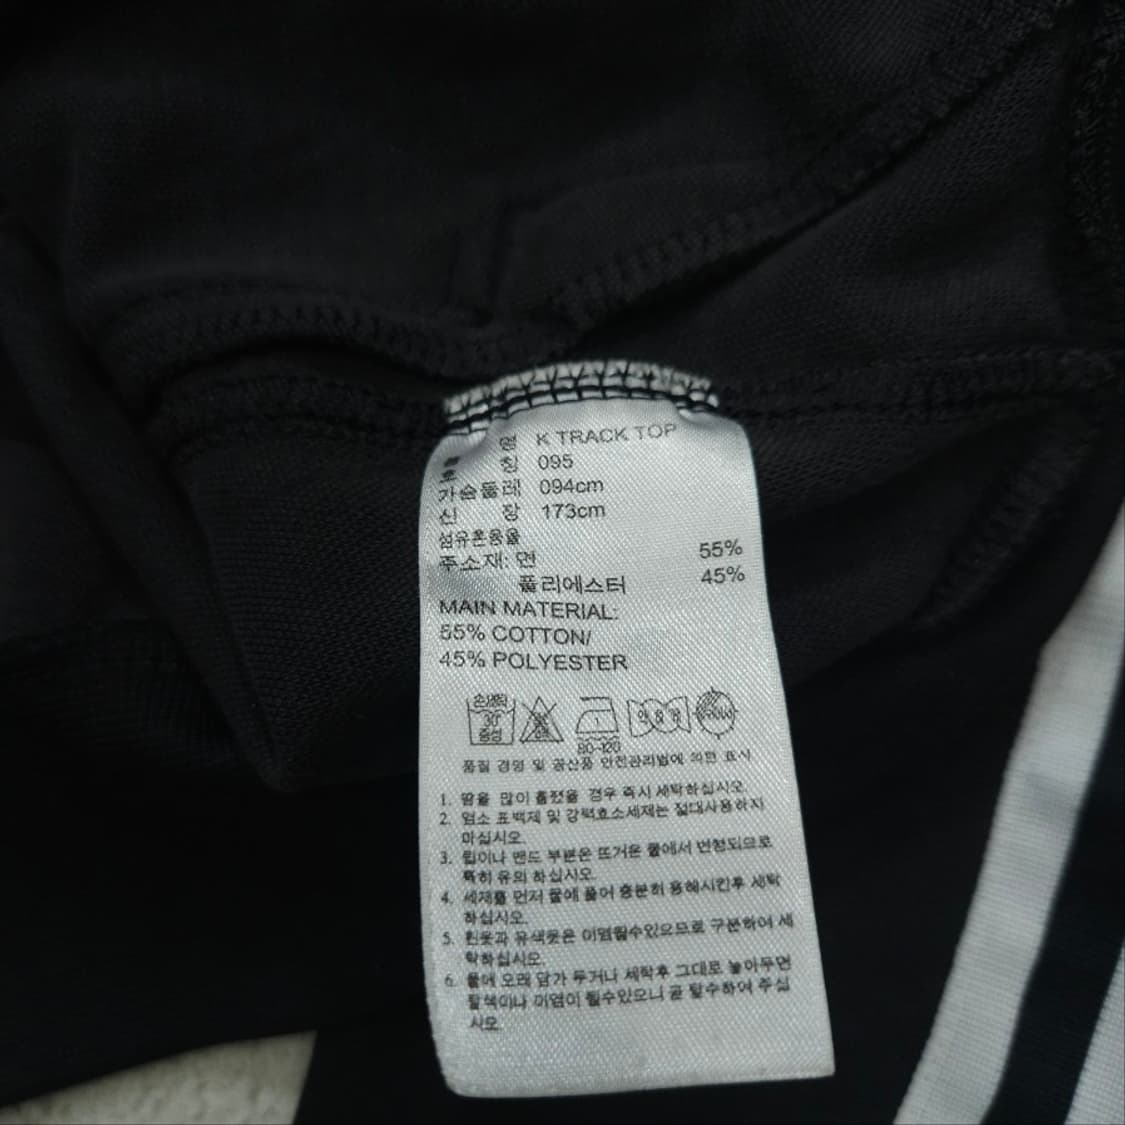 명 K TRACK TOP
호 칭 095
가슴둘레 094cm
신 장 173cm
섬유혼용율
주소재: 면 55%
폴리에스터 45%
MAIN MATERIAL:
55% COTTON/
45% POLYESTER
손세탁
30°
중성
80-120
품질 경영 및 공산품 안전관리법에 의한 표시
1. 땀을 많이 흘렸을 경우 즉시 세탁하십시오.
2. 염소 표백제 및 강력효소세제는 절대사용하지
마십시오.
3. 립이나 밴드 부분은 뜨거운 물에서 변형되므로
특히 유의 하십시오.
4. 세제를 먼저 물에 풀어 충분히 용해시킨후 세탁
하십시오.
5. 흰옷과 유색옷은 이염될수있으므로 구분하여 세
탁하십시오.
6. 물에 오래 담가 두거나 세탁후 그대로 놓아두면
탈색이나 이염이 될수있으니 곧 탈수하여 주십
시오.